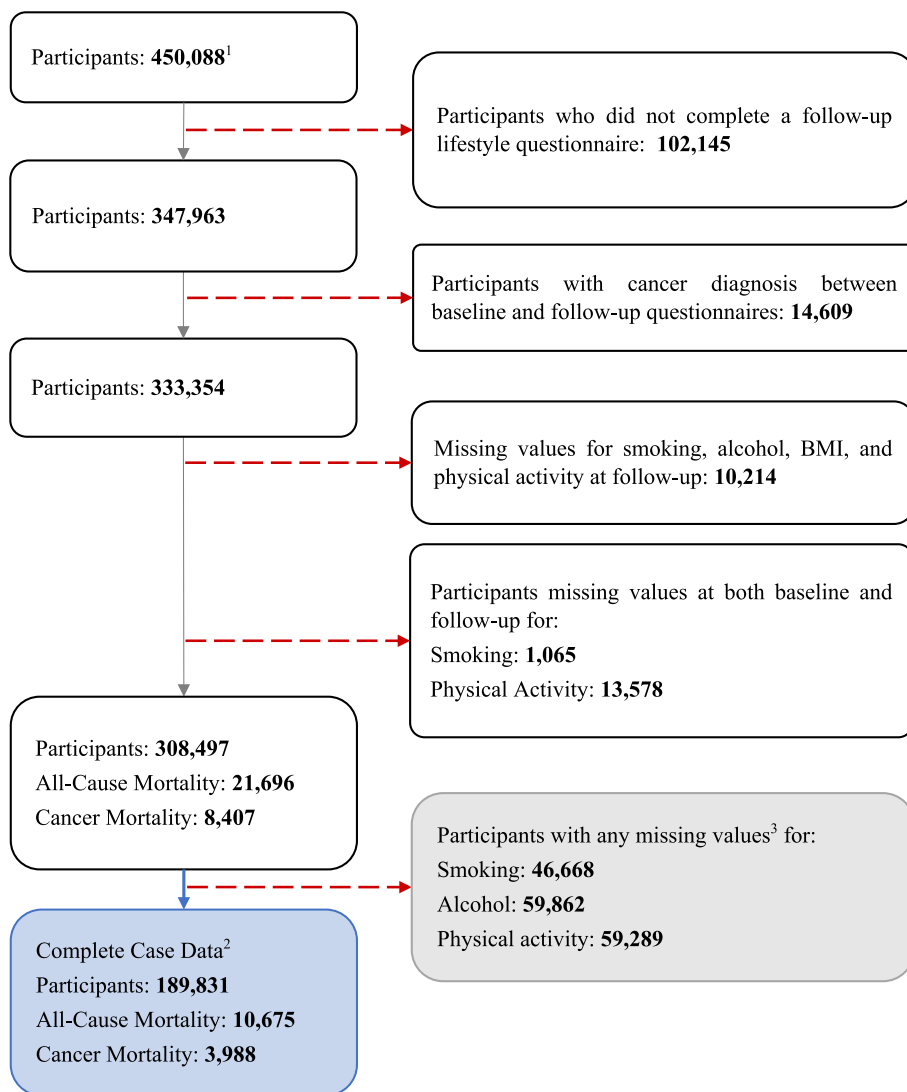 Participants: 450,088¹
Participants who did not complete a follow-up
lifestyle questionnaire: 102,145
Participants: 347,963
Participants with cancer diagnosis between
baseline and follow-up questionnaires: 14,609
Participants: 333,354
Missing values for smoking, alcohol, BMI, and
physical activity at follow-up: 10,214
Participants missing values at both baseline and
follow-up for:
Smoking: 1,065
Physical Activity: 13,578
Participants: 308,497
All-Cause Mortality: 21,696
Cancer Mortality: 8,407
Participants with any missing values³ for:
Smoking: 46,668
Alcohol: 59,862
Physical activity: 59,289
Complete Case Data²
Participants: 189,831
All-Cause Mortality: 10,675
Cancer Mortality: 3,988